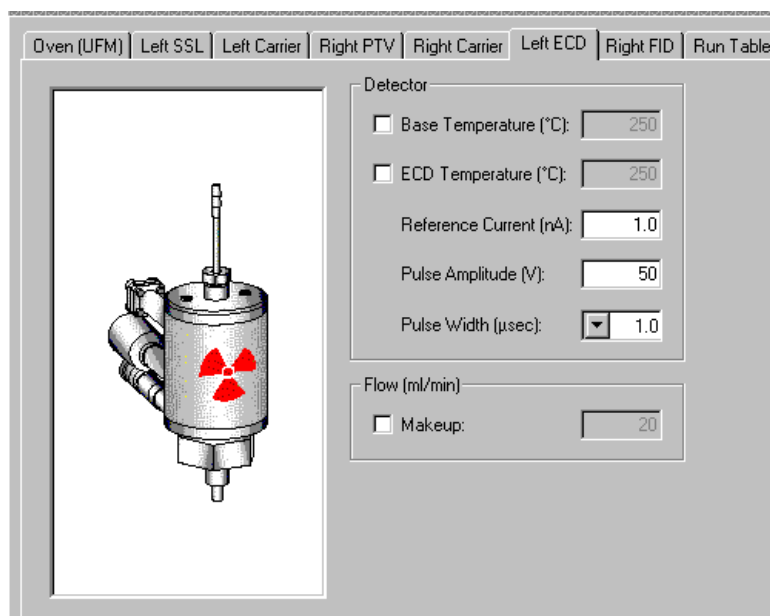 Oven (UFM) Left SSL Left Carrier Right PTV Right Carrier Left ECD Right FID Run Table
Detector
Base Temperature (°C): 250
ECD Temperature (°C): 250
Reference Current (nA): 1.0
Pulse Amplitude (V): 50
Pulse Width (µsec): 1.0
Flow (ml/min)
Makeup: 20